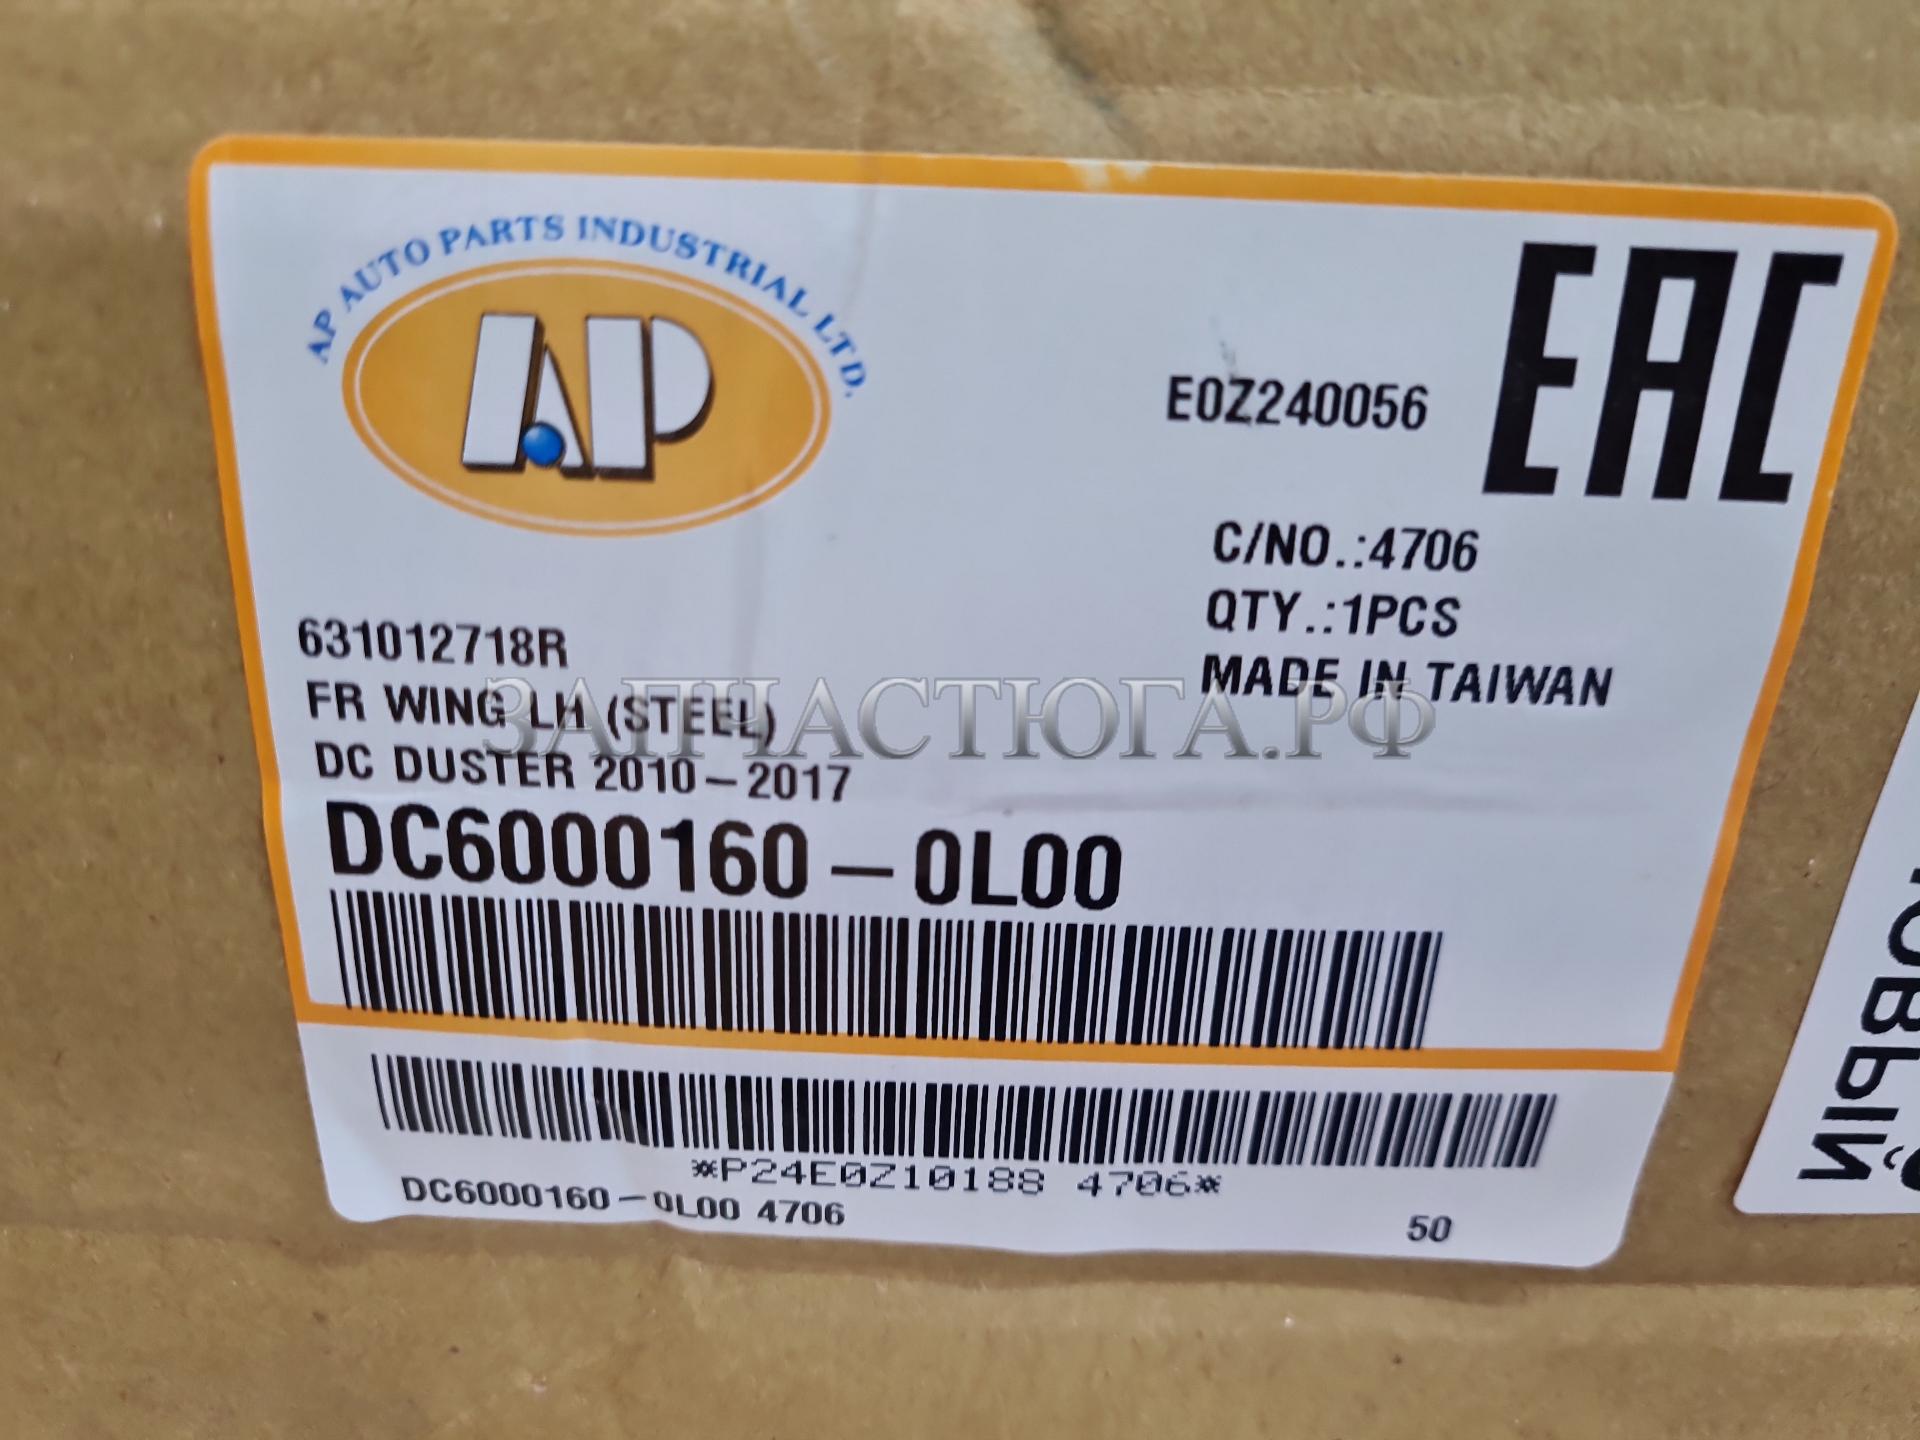 AP AUTO PARTS INDUSTRIAL LTD.
AP
EAC
E0Z240056
C/NO.:4706
QTY.:1PCS
MADE IN TAIWAN
631012718R
FR WING LH (STEEL)
DC DUSTER 2010-2017
ЗАПЧАСТЮГА.РФ
DC6000160-0L00
*P24E0Z10188 4706*
DC6000160-0L00 4706
50